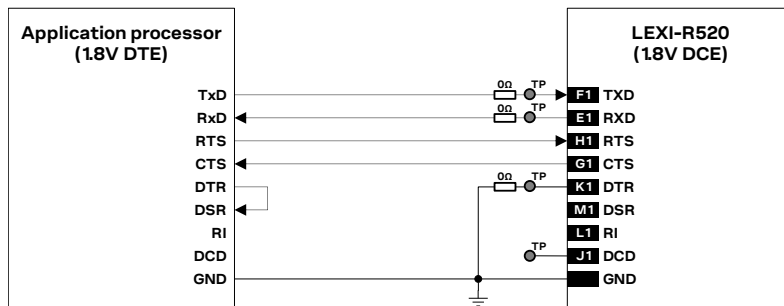 Application processor
(1.8V DTE)
LEXI-R520
(1.8V DCE)
TxD 0Ω TP F1 TXD
RxD 0Ω TP E1 RXD
RTS H1 RTS
CTS G1 CTS
DTR 0Ω TP K1 DTR
DSR M1 DSR
RI L1 RI
DCD TP J1 DCD
GND GND